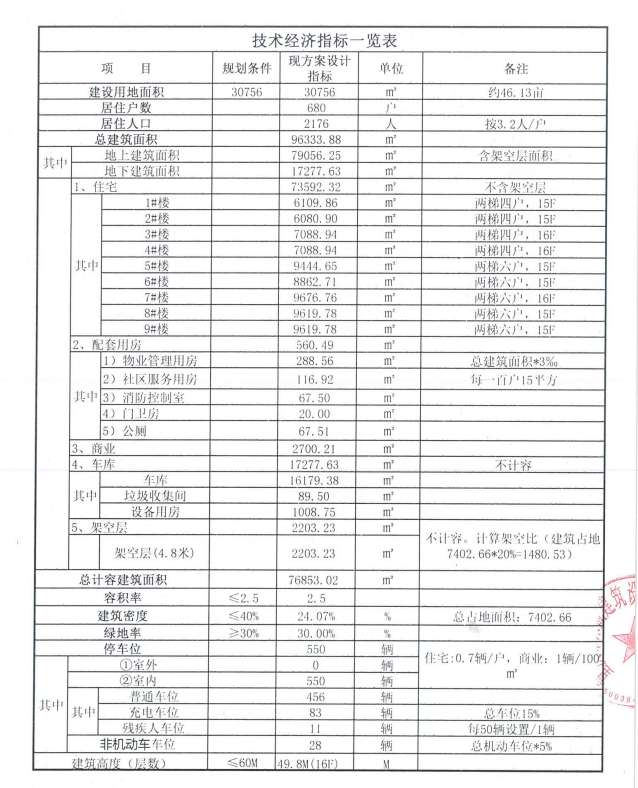 技术经济指标一览表
项 目 规划条件 现方案设计指标 单位 备注
建设用地面积 30756 30756 m² 约46.13亩
居住户数 680 户
居住人口 2176 人 按3.2人/户
总建筑面积 96333.88 m²
其中 地上建筑面积 79056.25 m² 含架空层面积
地下建筑面积 17277.63 m²
1、住宅 73592.32 m² 不含架空层
其中
1#楼 6109.86 m² 两梯四户，15F
2#楼 6080.90 m² 两梯四户，15F
3#楼 7088.94 m² 两梯四户，16F
4#楼 7088.94 m² 两梯四户，16F
5#楼 9444.65 m² 两梯六户，15F
6#楼 8862.71 m² 两梯六户，15F
7#楼 9676.76 m² 两梯六户，16F
8#楼 9619.78 m² 两梯六户，15F
9#楼 9619.78 m² 两梯六户，15F
2、配套用房 560.49 m²
其中
1）物业管理用房 288.56 m² 总建筑面积*3‰
2）社区服务用房 116.92 m² 每一百户15平方
3）消防控制室 67.50 m²
4）门卫房 20.00 m²
5）公厕 67.51 m²
3、商业 2700.21 m²
4、车库 17277.63 m² 不计容
其中
车库 16179.38 m²
垃圾收集间 89.50 m²
设备用房 1008.75 m²
5、架空层 2203.23 m² 不计容。计算架空比（建筑占地
架空层(4.8米) 2203.23 m² 7402.66*20%=1480.53）
总计容建筑面积 76853.02 m²
容积率 ≤2.5 2.5
建筑密度 ≤40% 24.07% % 总占地面积：7402.66
绿地率 ≥30% 30.00% %
停车位 550 辆 住宅:0.7辆/户，商业：1辆/100m²
其中
①室外 0 辆
②室内 550 辆
其中
普通车位 456 辆
充电车位 83 辆 总车位15%
残疾人车位 11 辆 每50辆设置/1辆
非机动车车位 28 辆 总机动车位*5%
建筑高度（层数） ≤60M 49.8M(16F) M